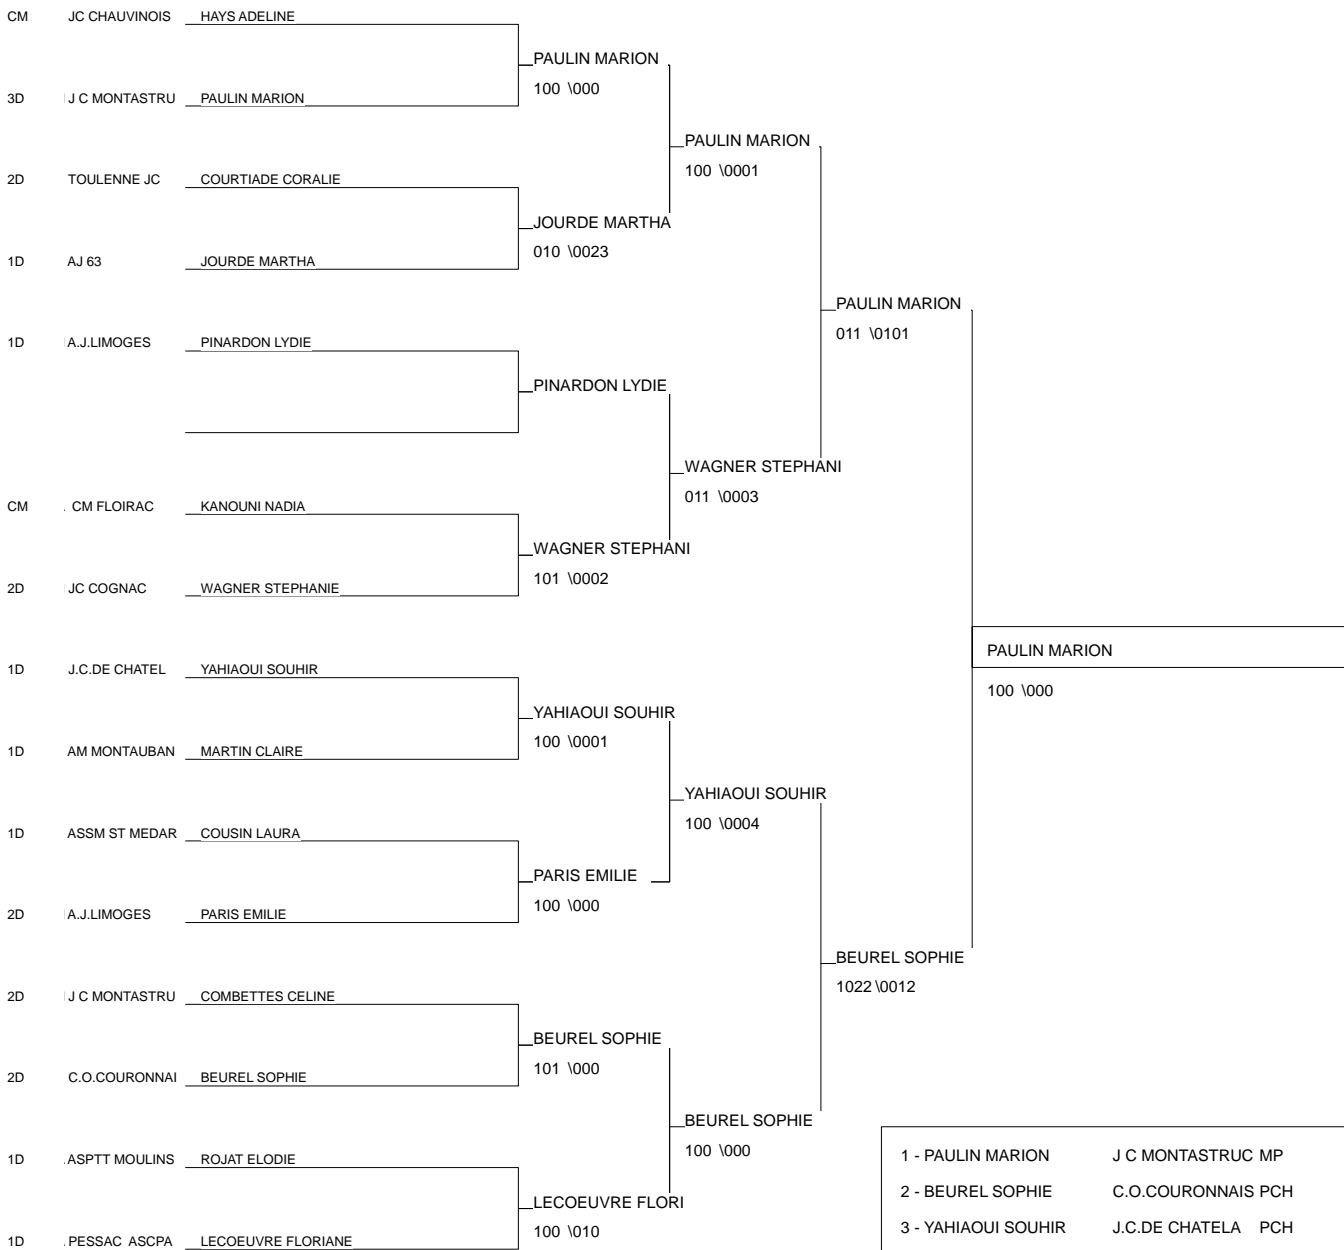 CM JC CHAUVINOIS HAYS ADELINE
PAULIN MARION
100 \000
3D J C MONTASTRU PAULIN MARION
PAULIN MARION
100 \0001
2D TOULENNE JC COURTIADE CORALIE
JOURDE MARTHA
010 \0023
1D AJ 63 JOURDE MARTHA
PAULIN MARION
011 \0101
1D A.J.LIMOGES PINARDON LYDIE
PINARDON LYDIE
WAGNER STEPHANI
011 \0003
CM CM FLOIRAC KANOUNI NADIA
WAGNER STEPHANI
101 \0002
2D JC COGNAC WAGNER STEPHANIE
PAULIN MARION
100 \000
1D J.C.DE CHATEL YAHIAOUI SOUHIR
YAHIAOUI SOUHIR
100 \0001
1D AM MONTAUBAN MARTIN CLAIRE
YAHIAOUI SOUHIR
100 \0004
1D ASSM ST MEDAR COUSIN LAURA
PARIS EMILIE
100 \000
2D A.J.LIMOGES PARIS EMILIE
BEUREL SOPHIE
1022 \0012
2D J C MONTASTRU COMBETTES CELINE
BEUREL SOPHIE
101 \000
2D C.O.COURONNAI BEUREL SOPHIE
BEUREL SOPHIE
100 \000
1D ASPTT MOULINS ROJAT ELODIE
LECOEUVRE FLORI
100 \010
1D PESSAC ASCPA LECOEUVRE FLORIANE
1 - PAULIN MARION J C MONTASTRUC MP
2 - BEUREL SOPHIE C.O.COURONNAIS PCH
3 - YAHIAOUI SOUHIR J.C.DE CHATELA PCH